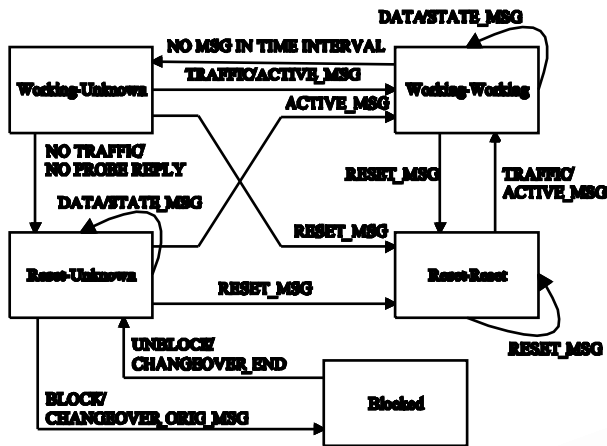 DATA/STATE_MSG
NO MSG IN TIME INTERVAL
Working-Unknown
TRAFFIC/ACTIVE_MSG
Working-Working
ACTIVE_MSG
NO TRAFFIC/
NO PROBE REPLY
RESET_MSG
TRAFFIC/
ACTIVE_MSG
DATA/STATE_MSG
RESET_MSG
Reset-Unknown
Reset-Reset
RESET_MSG
UNBLOCK/
CHANGEOVER_END
RESET_MSG
BLOCK/
CHANGEOVER_ORIG_MSG
Blocked